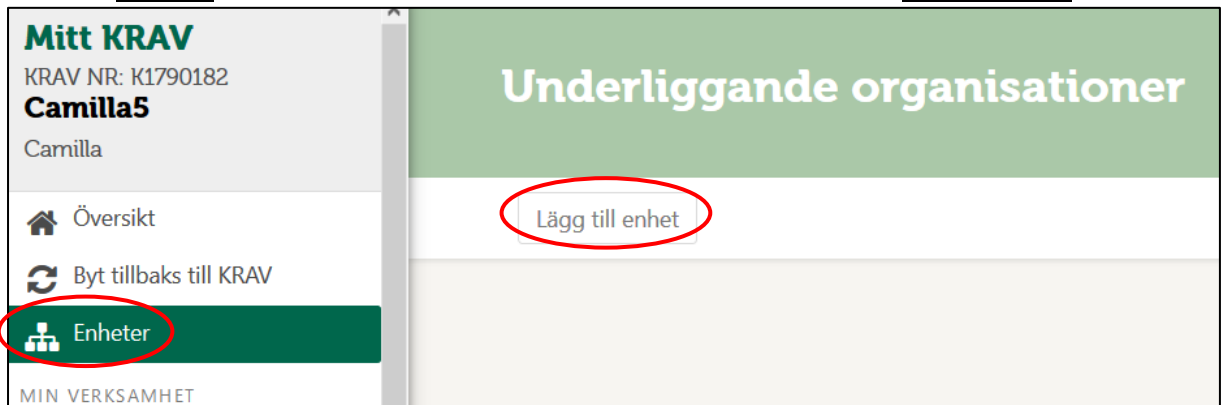 Mitt KRAV
KRAV NR: K1790182
Camilla5
Camilla
Översikt
Byt tillbaks till KRAV
Enheter
MIN VERKSAMHET
Underliggande organisationer
Lägg till enhet